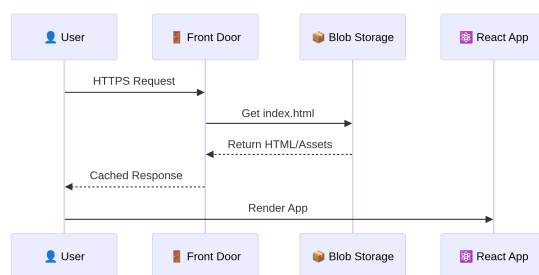 👤 User
🚪 Front Door
📦 Blob Storage
⚛️ React App
HTTPS Request
Get index.html
Return HTML/Assets
Cached Response
Render App
👤 User
🚪 Front Door
📦 Blob Storage
⚛️ React App